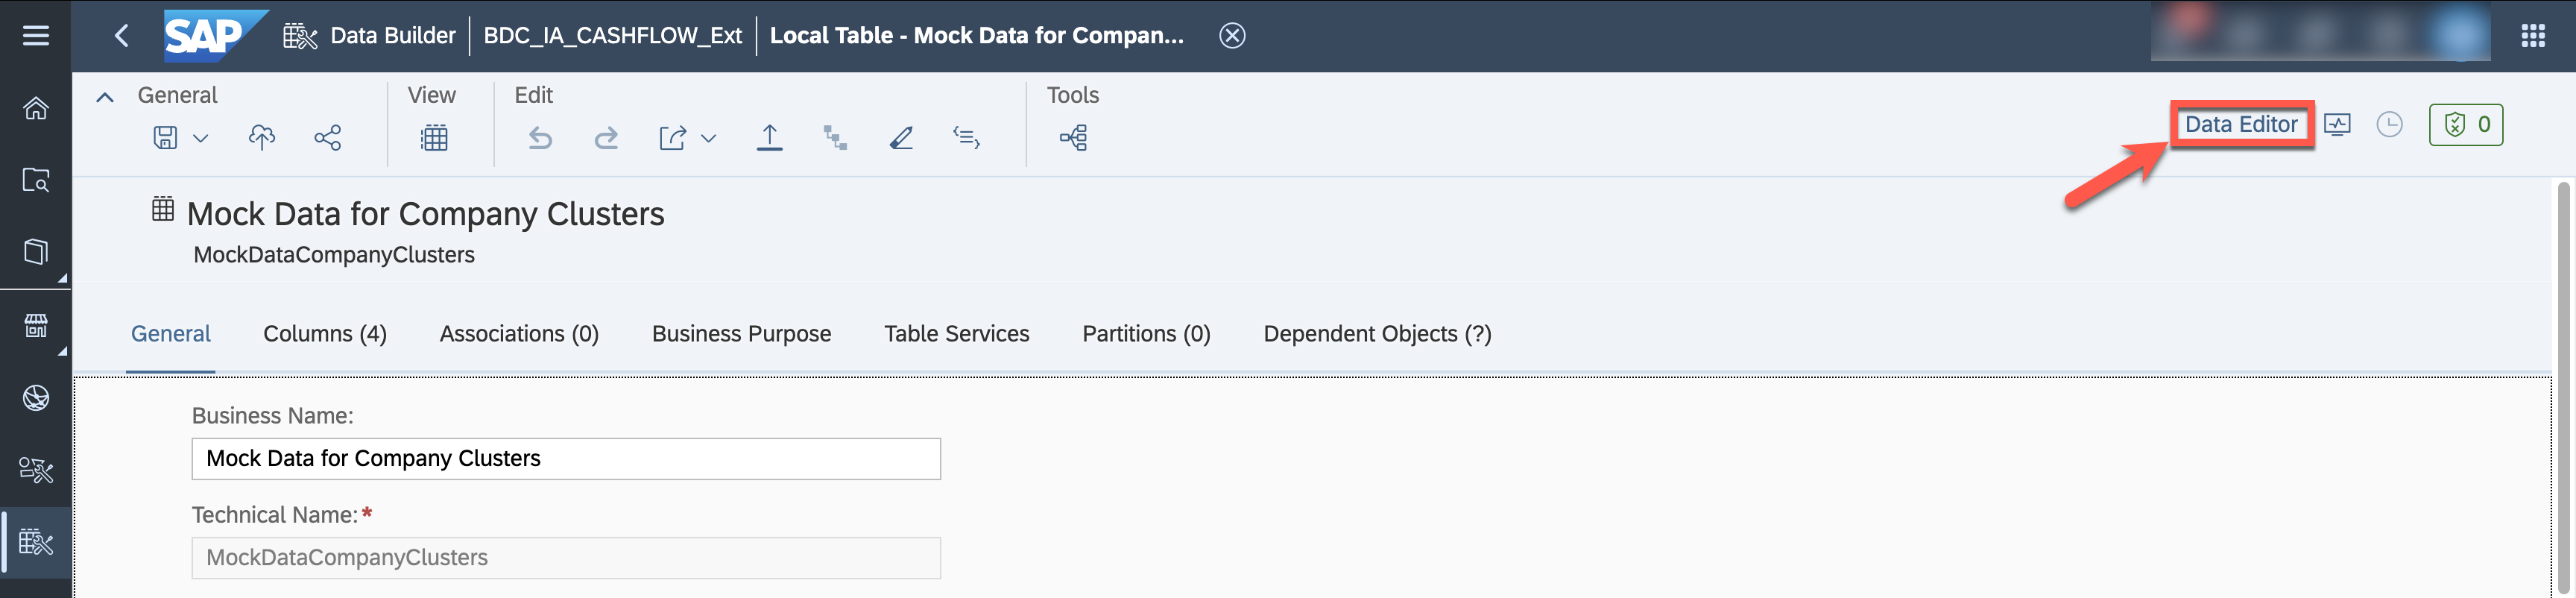 SAP Data Builder BDC_IA_CASHFLOW_Ext Local Table - Mock Data for Compan...
General View Edit Tools
Data Editor 0
Mock Data for Company Clusters
MockDataCompanyClusters
General Columns (4) Associations (0) Business Purpose Table Services Partitions (0) Dependent Objects (?)
Business Name:
Mock Data for Company Clusters
Technical Name:*
MockDataCompanyClusters